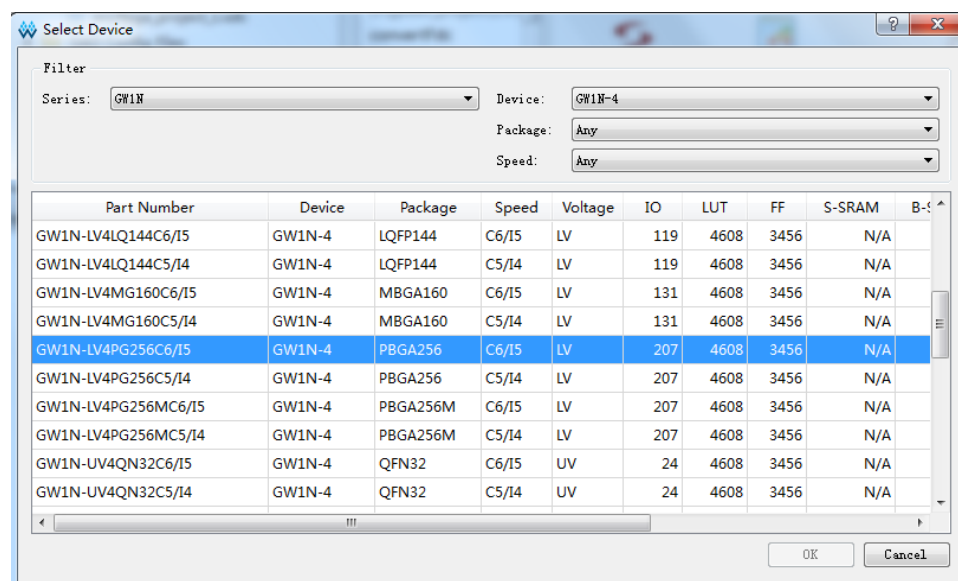 Select Device
Filter
Series: GW1N Device: GW1N-4
Package: Any
Speed: Any
Part Number Device Package Speed Voltage IO LUT FF S-SRAM
GW1N-LV4LQ144C6/I5 GW1N-4 LQFP144 C6/I5 LV 119 4608 3456 N/A
GW1N-LV4LQ144C5/I4 GW1N-4 LQFP144 C5/I4 LV 119 4608 3456 N/A
GW1N-LV4MG160C6/I5 GW1N-4 MBGA160 C6/I5 LV 131 4608 3456 N/A
GW1N-LV4MG160C5/I4 GW1N-4 MBGA160 C5/I4 LV 131 4608 3456 N/A
GW1N-LV4PG256C6/I5 GW1N-4 PBGA256 C6/I5 LV 207 4608 3456 N/A
GW1N-LV4PG256C5/I4 GW1N-4 PBGA256 C5/I4 LV 207 4608 3456 N/A
GW1N-LV4PG256MC6/I5 GW1N-4 PBGA256M C6/I5 LV 207 4608 3456 N/A
GW1N-LV4PG256MC5/I4 GW1N-4 PBGA256M C5/I4 LV 207 4608 3456 N/A
GW1N-UV4QN32C6/I5 GW1N-4 QFN32 C6/I5 UV 24 4608 3456 N/A
GW1N-UV4QN32C5/I4 GW1N-4 QFN32 C5/I4 UV 24 4608 3456 N/A
OK Cancel